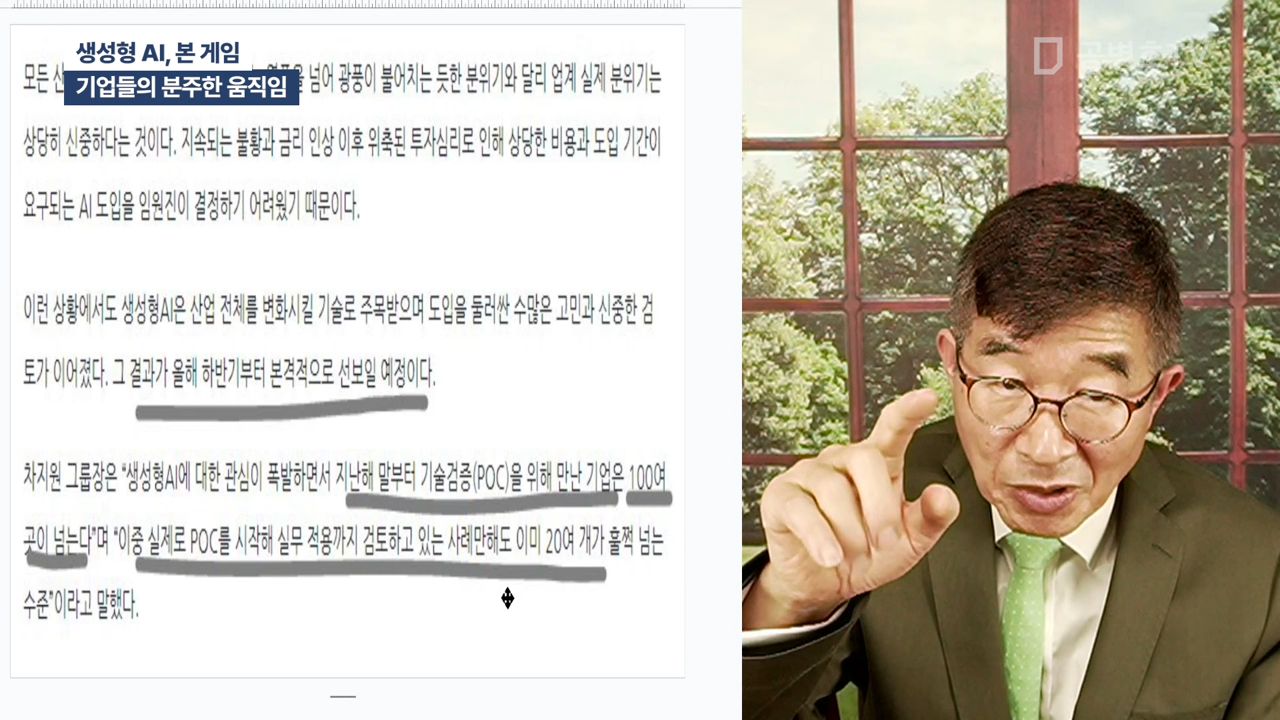 생성형 AI, 본 게임
기업들의 분주한 움직임
모든 넘어 광풍이 불어치는 듯한 분위기와 달리 업계 실제 분위기는
상당히 신중하다는 것이다. 지속되는 불황과 금리 인상 이후 위축된 투자심리로 인해 상당한 비용과 도입 기간이
요구되는 AI 도입을 임원진이 결정하기 어려웠기 때문이다.
이런 상황에서도 생성형AI은 산업 전체를 변화시킬 기술로 주목받으며 도입을 둘러싼 수많은 고민과 신중한 검
토가 이어졌다. 그 결과가 올해 하반기부터 본격적으로 선보일 예정이다.
차지원 그룹장은 “생성형AI에 대한 관심이 폭발하면서 지난해 말부터 기술검증(POC)을 위해 만난 기업은 100여
곳이 넘는다”며 “이중 실제로 POC를 시작해 실무 적용까지 검토하고 있는 사례만해도 이미 20여 개가 훌쩍 넘는
수준”이라고 말했다.